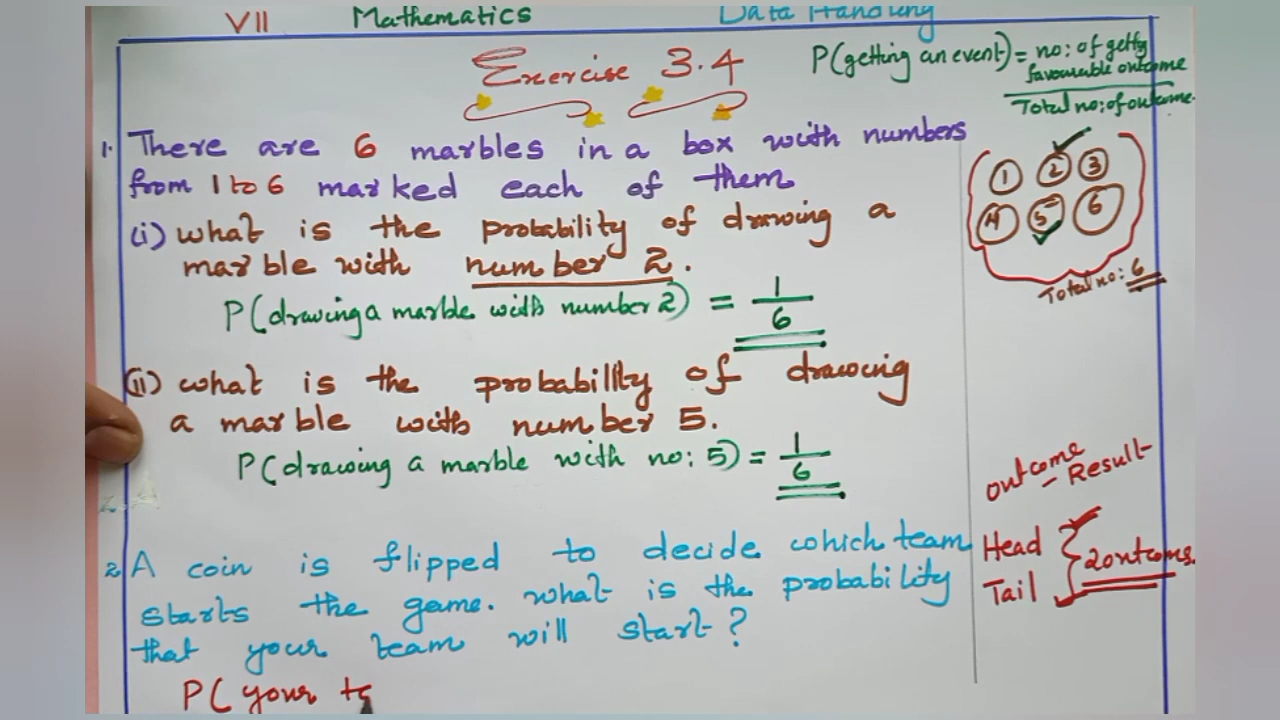 VII Mathematics Data Handling
Exercise 3.4
P(getting an event) = no: of getting
favourable outcome
Total no: of outcome.
1. There are 6 marbles in a box with numbers
from 1 to 6 marked each of them
(i) what is the probability of drawing a
marble with number 2.
P(drawing a marble with number 2) = 1
6
1 2 3
4 5 6
Total no: 6
(ii) what is the probability of drawing
a marble with number 5.
P(drawing a marble with no: 5) = 1
6
outcome
- Result
2. A coin is flipped to decide which team
starts the game. what is the probability
that your team will start?
Head
Tail } 2 outcoms.
P( your